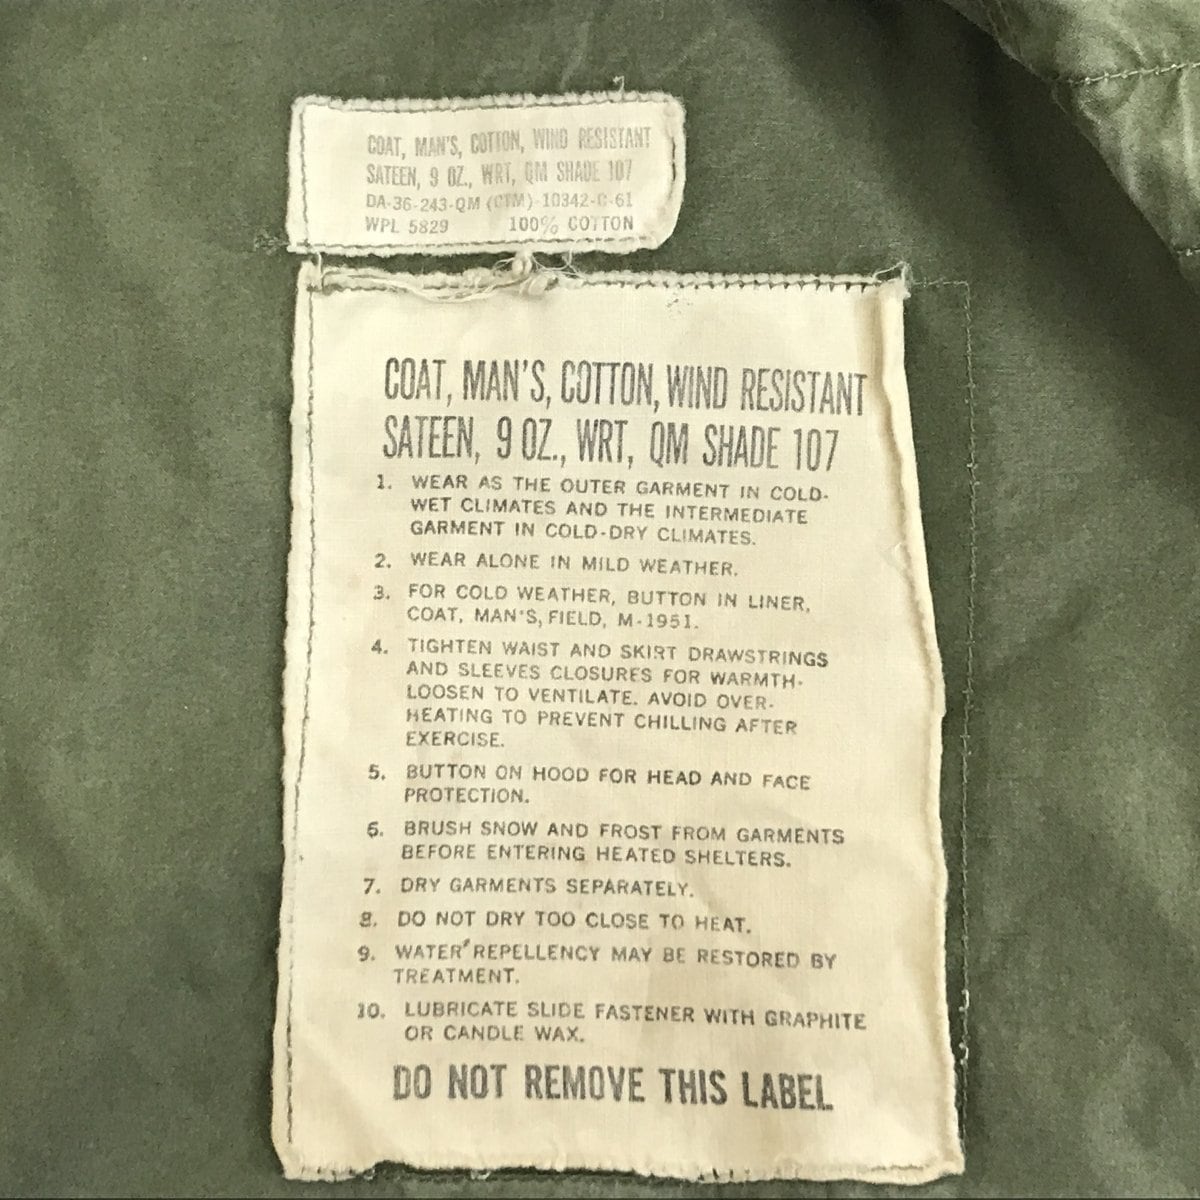 COAT, MAN'S, COTTON, WIND RESISTANT
SATEEN, 9 OZ., WRT, QM SHADE 107
DA-36-243-QM (CTM)-10342-C-61
WPL 5829 100% COTTON
COAT, MAN'S, COTTON, WIND RESISTANT
SATEEN, 9 OZ., WRT, QM SHADE 107
1. WEAR AS THE OUTER GARMENT IN COLD-
WET CLIMATES AND THE INTERMEDIATE
GARMENT IN COLD-DRY CLIMATES.
2. WEAR ALONE IN MILD WEATHER.
3. FOR COLD WEATHER, BUTTON IN LINER,
COAT, MAN'S, FIELD, M-1951.
4. TIGHTEN WAIST AND SKIRT DRAWSTRINGS
AND SLEEVES CLOSURES FOR WARMTH-
LOOSEN TO VENTILATE. AVOID OVER-
HEATING TO PREVENT CHILLING AFTER
EXERCISE.
5. BUTTON ON HOOD FOR HEAD AND FACE
PROTECTION.
6. BRUSH SNOW AND FROST FROM GARMENTS
BEFORE ENTERING HEATED SHELTERS.
7. DRY GARMENTS SEPARATELY.
8. DO NOT DRY TOO CLOSE TO HEAT.
9. WATER REPELLENCY MAY BE RESTORED BY
TREATMENT.
10. LUBRICATE SLIDE FASTENER WITH GRAPHITE
OR CANDLE WAX.
DO NOT REMOVE THIS LABEL